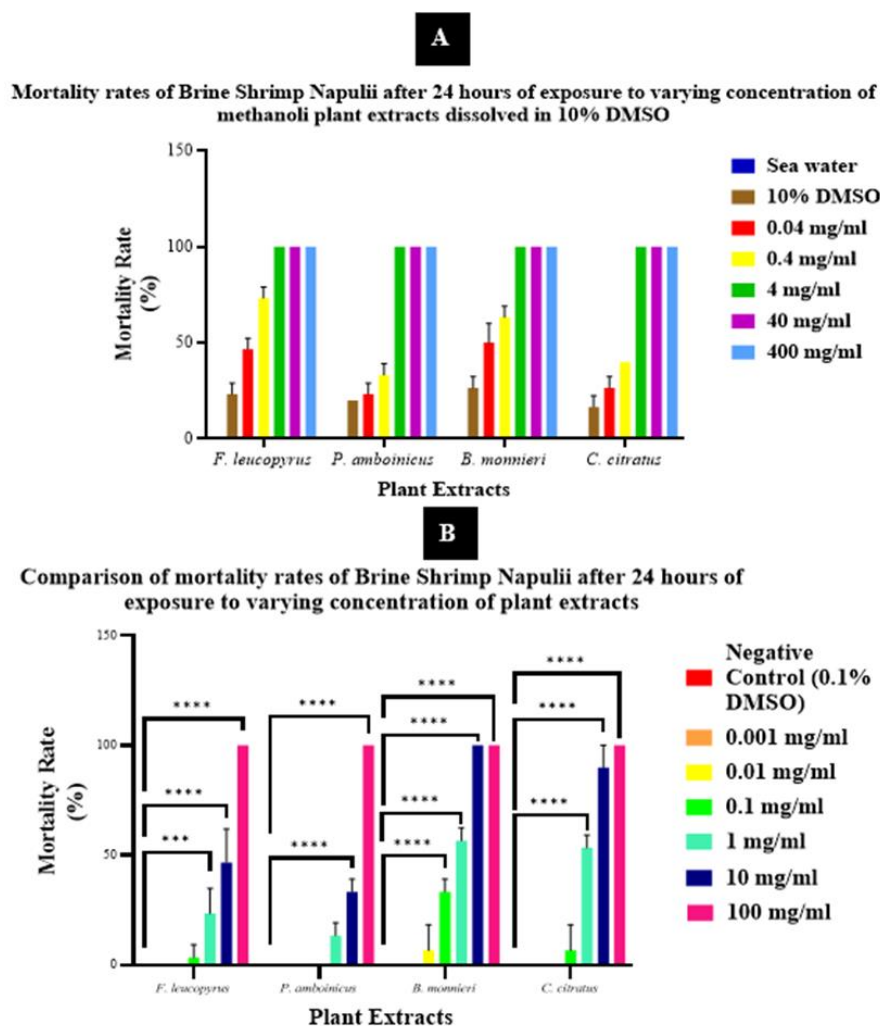 A
Mortality rates of Brine Shrimp Napulii after 24 hours of exposure to varying concentration of
methanoli plant extracts dissolved in 10% DMSO
150
100
50
0
Mortality Rate
(%)
F. leucopyrus
P. amboinicus
B. monnieri
C. citratus
Plant Extracts
Sea water
10% DMSO
0.04 mg/ml
0.4 mg/ml
4 mg/ml
40 mg/ml
400 mg/ml
B
Comparison of mortality rates of Brine Shrimp Napulii after 24 hours of
exposure to varying concentration of plant extracts
150
100
50
0
Mortality Rate
(%)
****
****
***
****
****
****
****
****
****
****
****
****
F. leucopyrus
P. amboinicus
B. monnieri
C. citratus
Plant Extracts
Negative
Control (0.1%
DMSO)
0.001 mg/ml
0.01 mg/ml
0.1 mg/ml
1 mg/ml
10 mg/ml
100 mg/ml